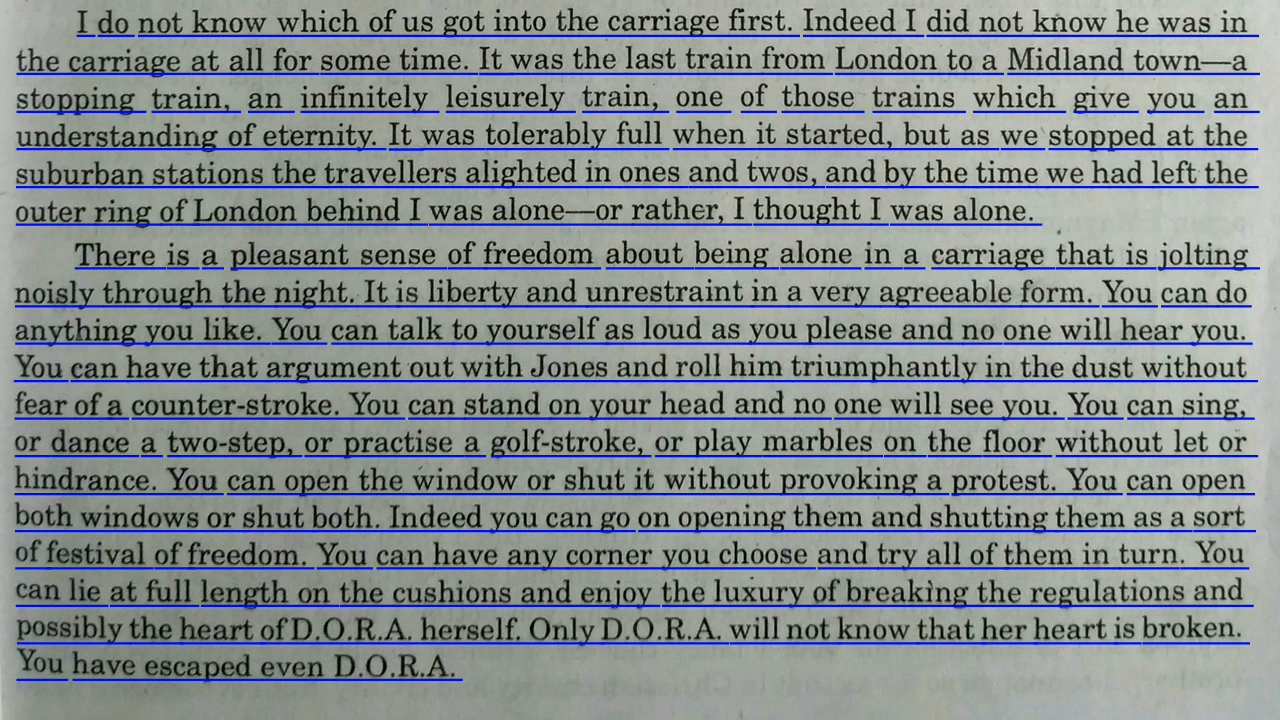 I do not know which of us got into the carriage first. Indeed I did not know he was in
the carriage at all for some time. It was the last train from London to a Midland town—a
stopping train, an infinitely leisurely train, one of those trains which give you an
understanding of eternity. It was tolerably full when it started, but as we stopped at the
suburban stations the travellers alighted in ones and twos, and by the time we had left the
outer ring of London behind I was alone—or rather, I thought I was alone.
There is a pleasant sense of freedom about being alone in a carriage that is jolting
noisly through the night. It is liberty and unrestraint in a very agreeable form. You can do
anything you like. You can talk to yourself as loud as you please and no one will hear you.
You can have that argument out with Jones and roll him triumphantly in the dust without
fear of a counter-stroke. You can stand on your head and no one will see you. You can sing,
or dance a two-step, or practise a golf-stroke, or play marbles on the floor without let or
hindrance. You can open the window or shut it without provoking a protest. You can open
both windows or shut both. Indeed you can go on opening them and shutting them as a sort
of festival of freedom. You can have any corner you choose and try all of them in turn. You
can lie at full length on the cushions and enjoy the luxury of breaking the regulations and
possibly the heart of D.O.R.A. herself. Only D.O.R.A. will not know that her heart is broken.
You have escaped even D.O.R.A.